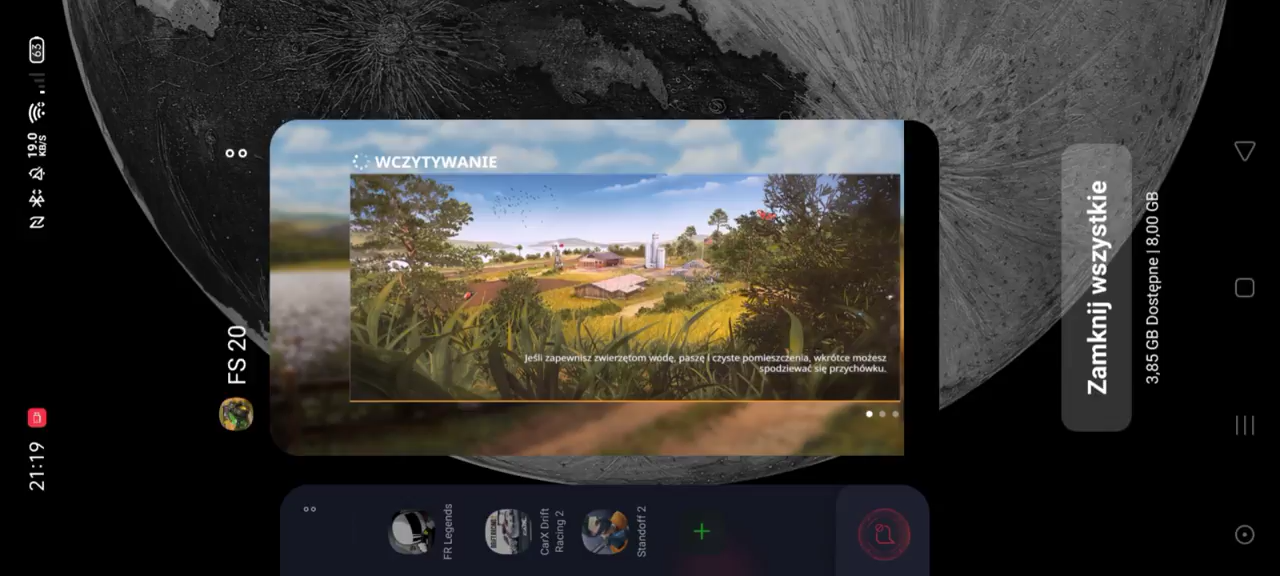 21:19
19.0
KB/S
63
FS 20
WCZYTYWANIE
Jeśli zapewnisz zwierzętom wodę, paszę i czyste pomieszczenia, wkrótce możesz
spodziewać się przychówku.
FR Legends
CarX Drift
Racing 2
Standoff 2
Zamknij wszystkie
3,85 GB Dostępne | 8,00 GB